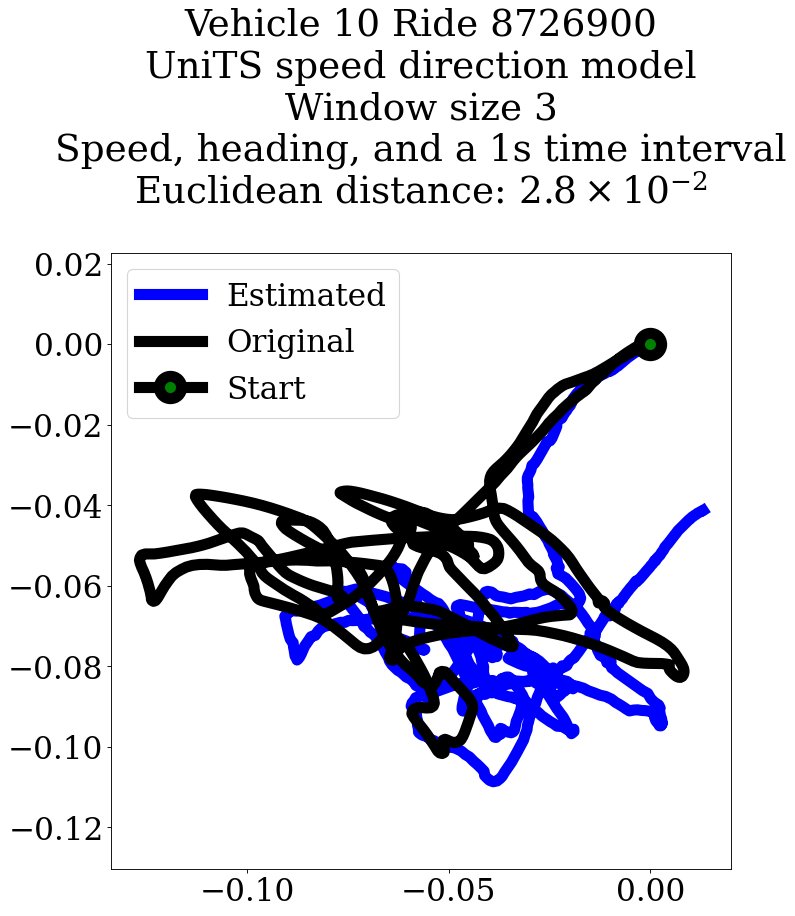 Vehicle 10 Ride 8726900
UniTS speed direction model
Window size 3
Speed, heading, and a 1s time interval
Euclidean distance: 2.8 × 10⁻²
0.02
0.00
−0.02
−0.04
−0.06
−0.08
−0.10
−0.12
Estimated
Original
Start
−0.10
−0.05
0.00